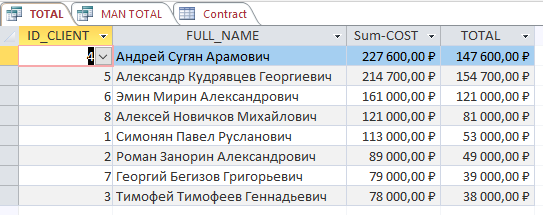 TOTAL MAN TOTAL Contract
ID_CLIENT FULL_NAME Sum-COST TOTAL
4 Андрей Сугян Арамович 227 600,00 ₽ 147 600,00 ₽
5 Александр Кудрявцев Георгиевич 214 700,00 ₽ 154 700,00 ₽
6 Эмин Мирин Александрович 161 000,00 ₽ 121 000,00 ₽
8 Алексей Новичков Михайлович 121 000,00 ₽ 81 000,00 ₽
1 Симонян Павел Русланович 113 000,00 ₽ 53 000,00 ₽
2 Роман Занорин Александрович 89 000,00 ₽ 49 000,00 ₽
7 Георгий Бегизов Григорьевич 79 000,00 ₽ 39 000,00 ₽
3 Тимофей Тимофеев Геннадьевич 78 000,00 ₽ 38 000,00 ₽